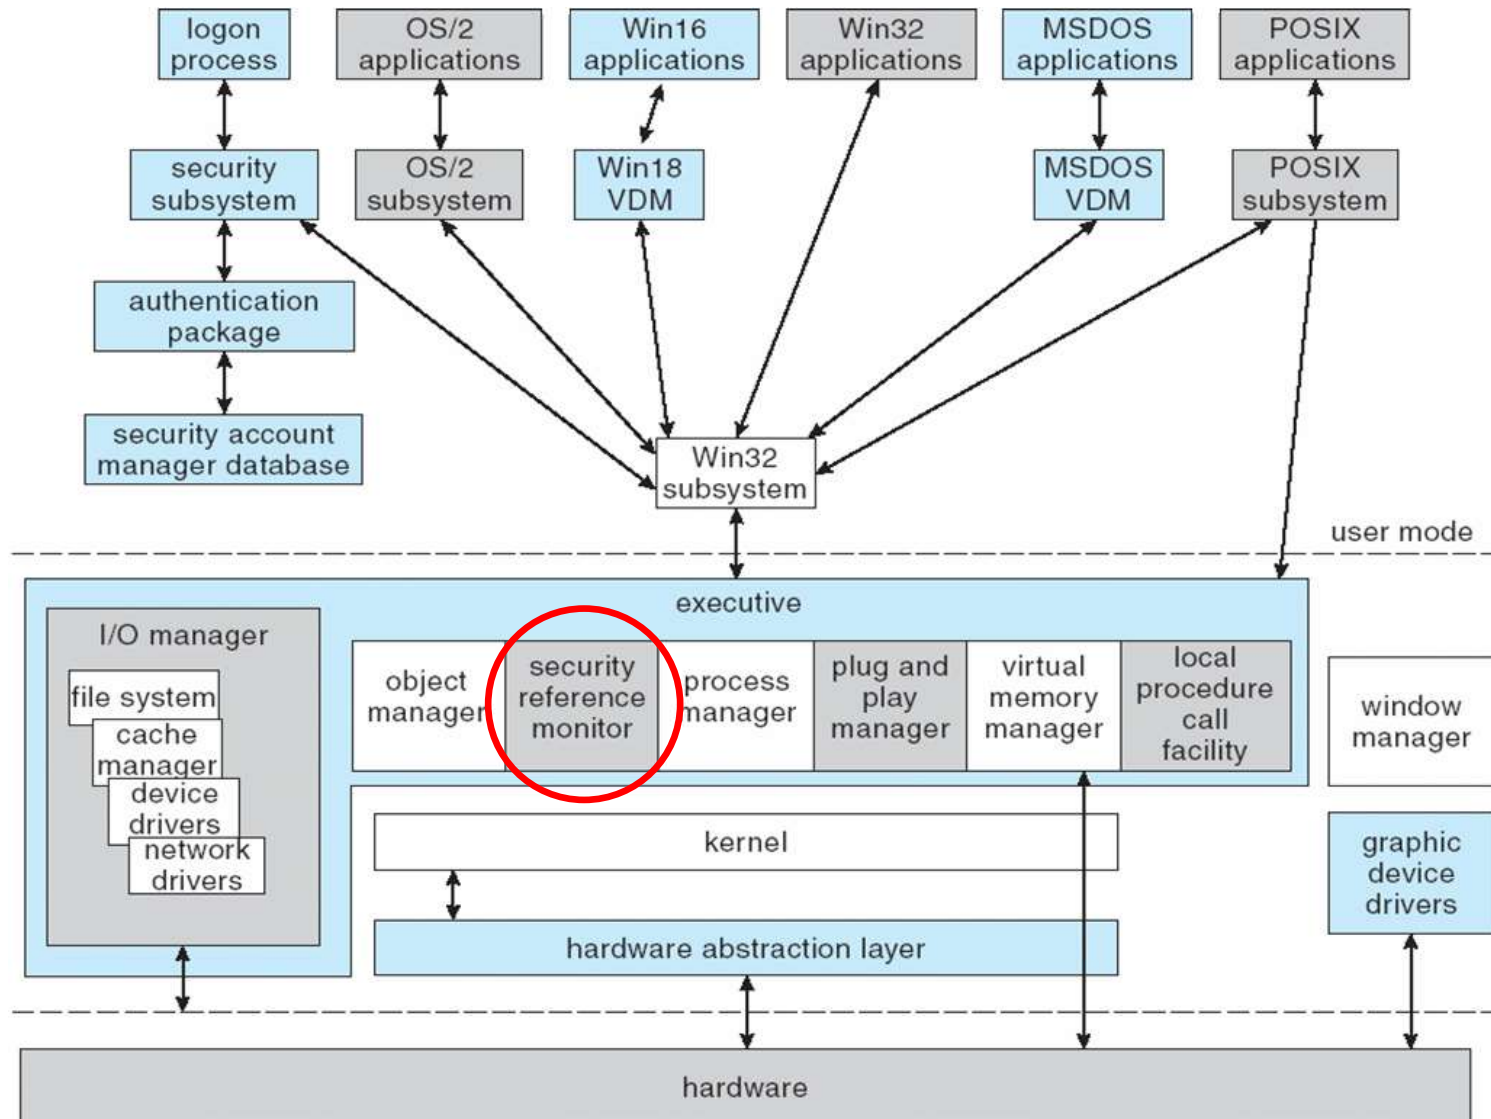 logon
process
OS/2
applications
Win16
applications
Win32
applications
MSDOS
applications
POSIX
applications
security
subsystem
OS/2
subsystem
Win18
VDM
MSDOS
VDM
POSIX
subsystem
authentication
package
security account
manager database
Win32
subsystem
user mode
executive
I/O manager
file system
cache
manager
device
drivers
network
drivers
object
manager
security
reference
monitor
process
manager
plug and
play
manager
virtual
memory
manager
local
procedure
call
facility
window
manager
kernel
graphic
device
drivers
hardware abstraction layer
hardware